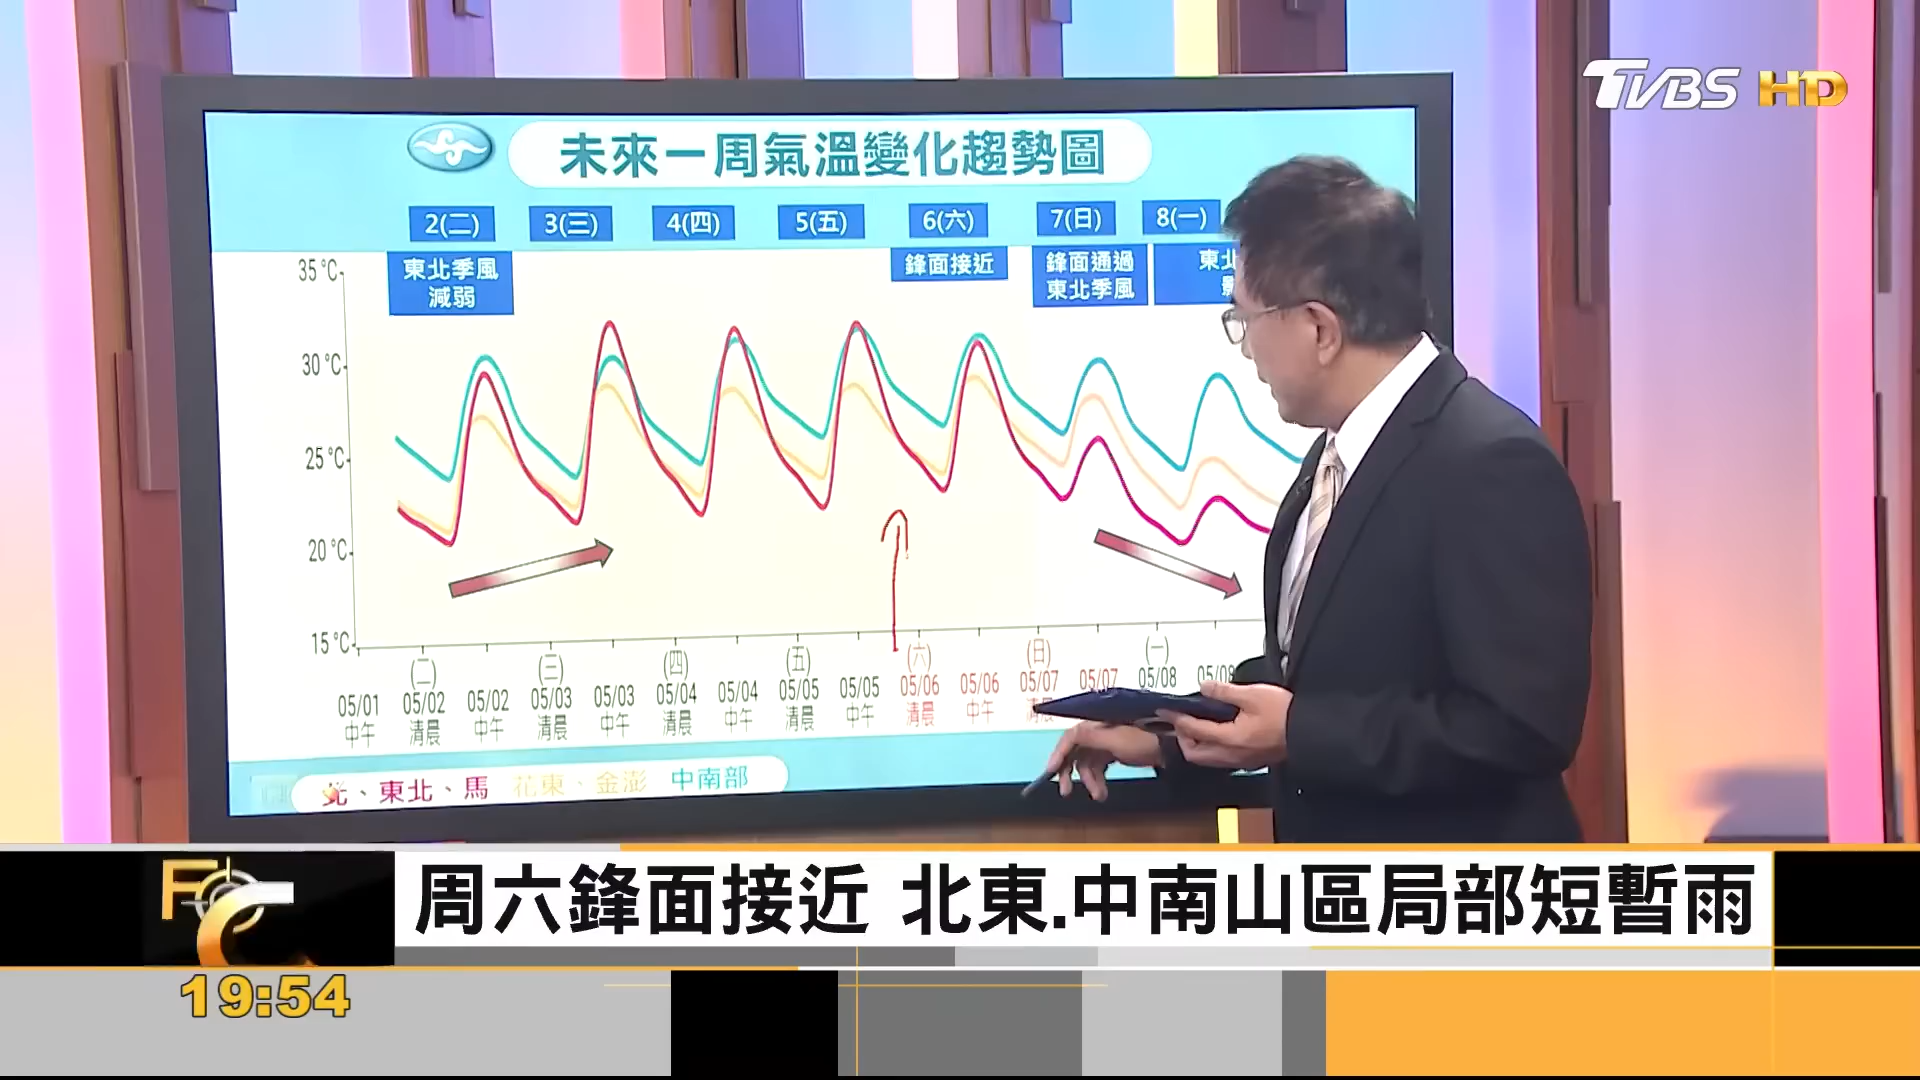 TVBS HD
未來一周氣溫變化趨勢圖
2(二) 3(三) 4(四) 5(五) 6(六) 7(日) 8(一)
東北季風
減弱
鋒面接近
鋒面通過
東北季風
東北
35℃
30℃
25℃
20℃
15℃
(二) (三) (四) (五) (六) (日) (一)
05/01 05/02 05/02 05/03 05/03 05/04 05/04 05/05 05/05 05/06 05/06 05/07 05/07 05/08 05/08
中午 清晨 中午 清晨 中午 清晨 中午 清晨 中午 清晨 中午 清晨
、東北、馬 花東、金澎 中南部
周六鋒面接近 北東.中南山區局部短暫雨
19:54